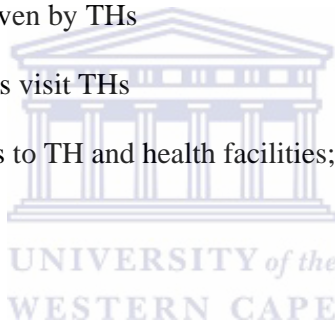 ven by THs
s visit THs
s to TH and health facilities;
UNIVERSITY of the
WESTERN CAPE